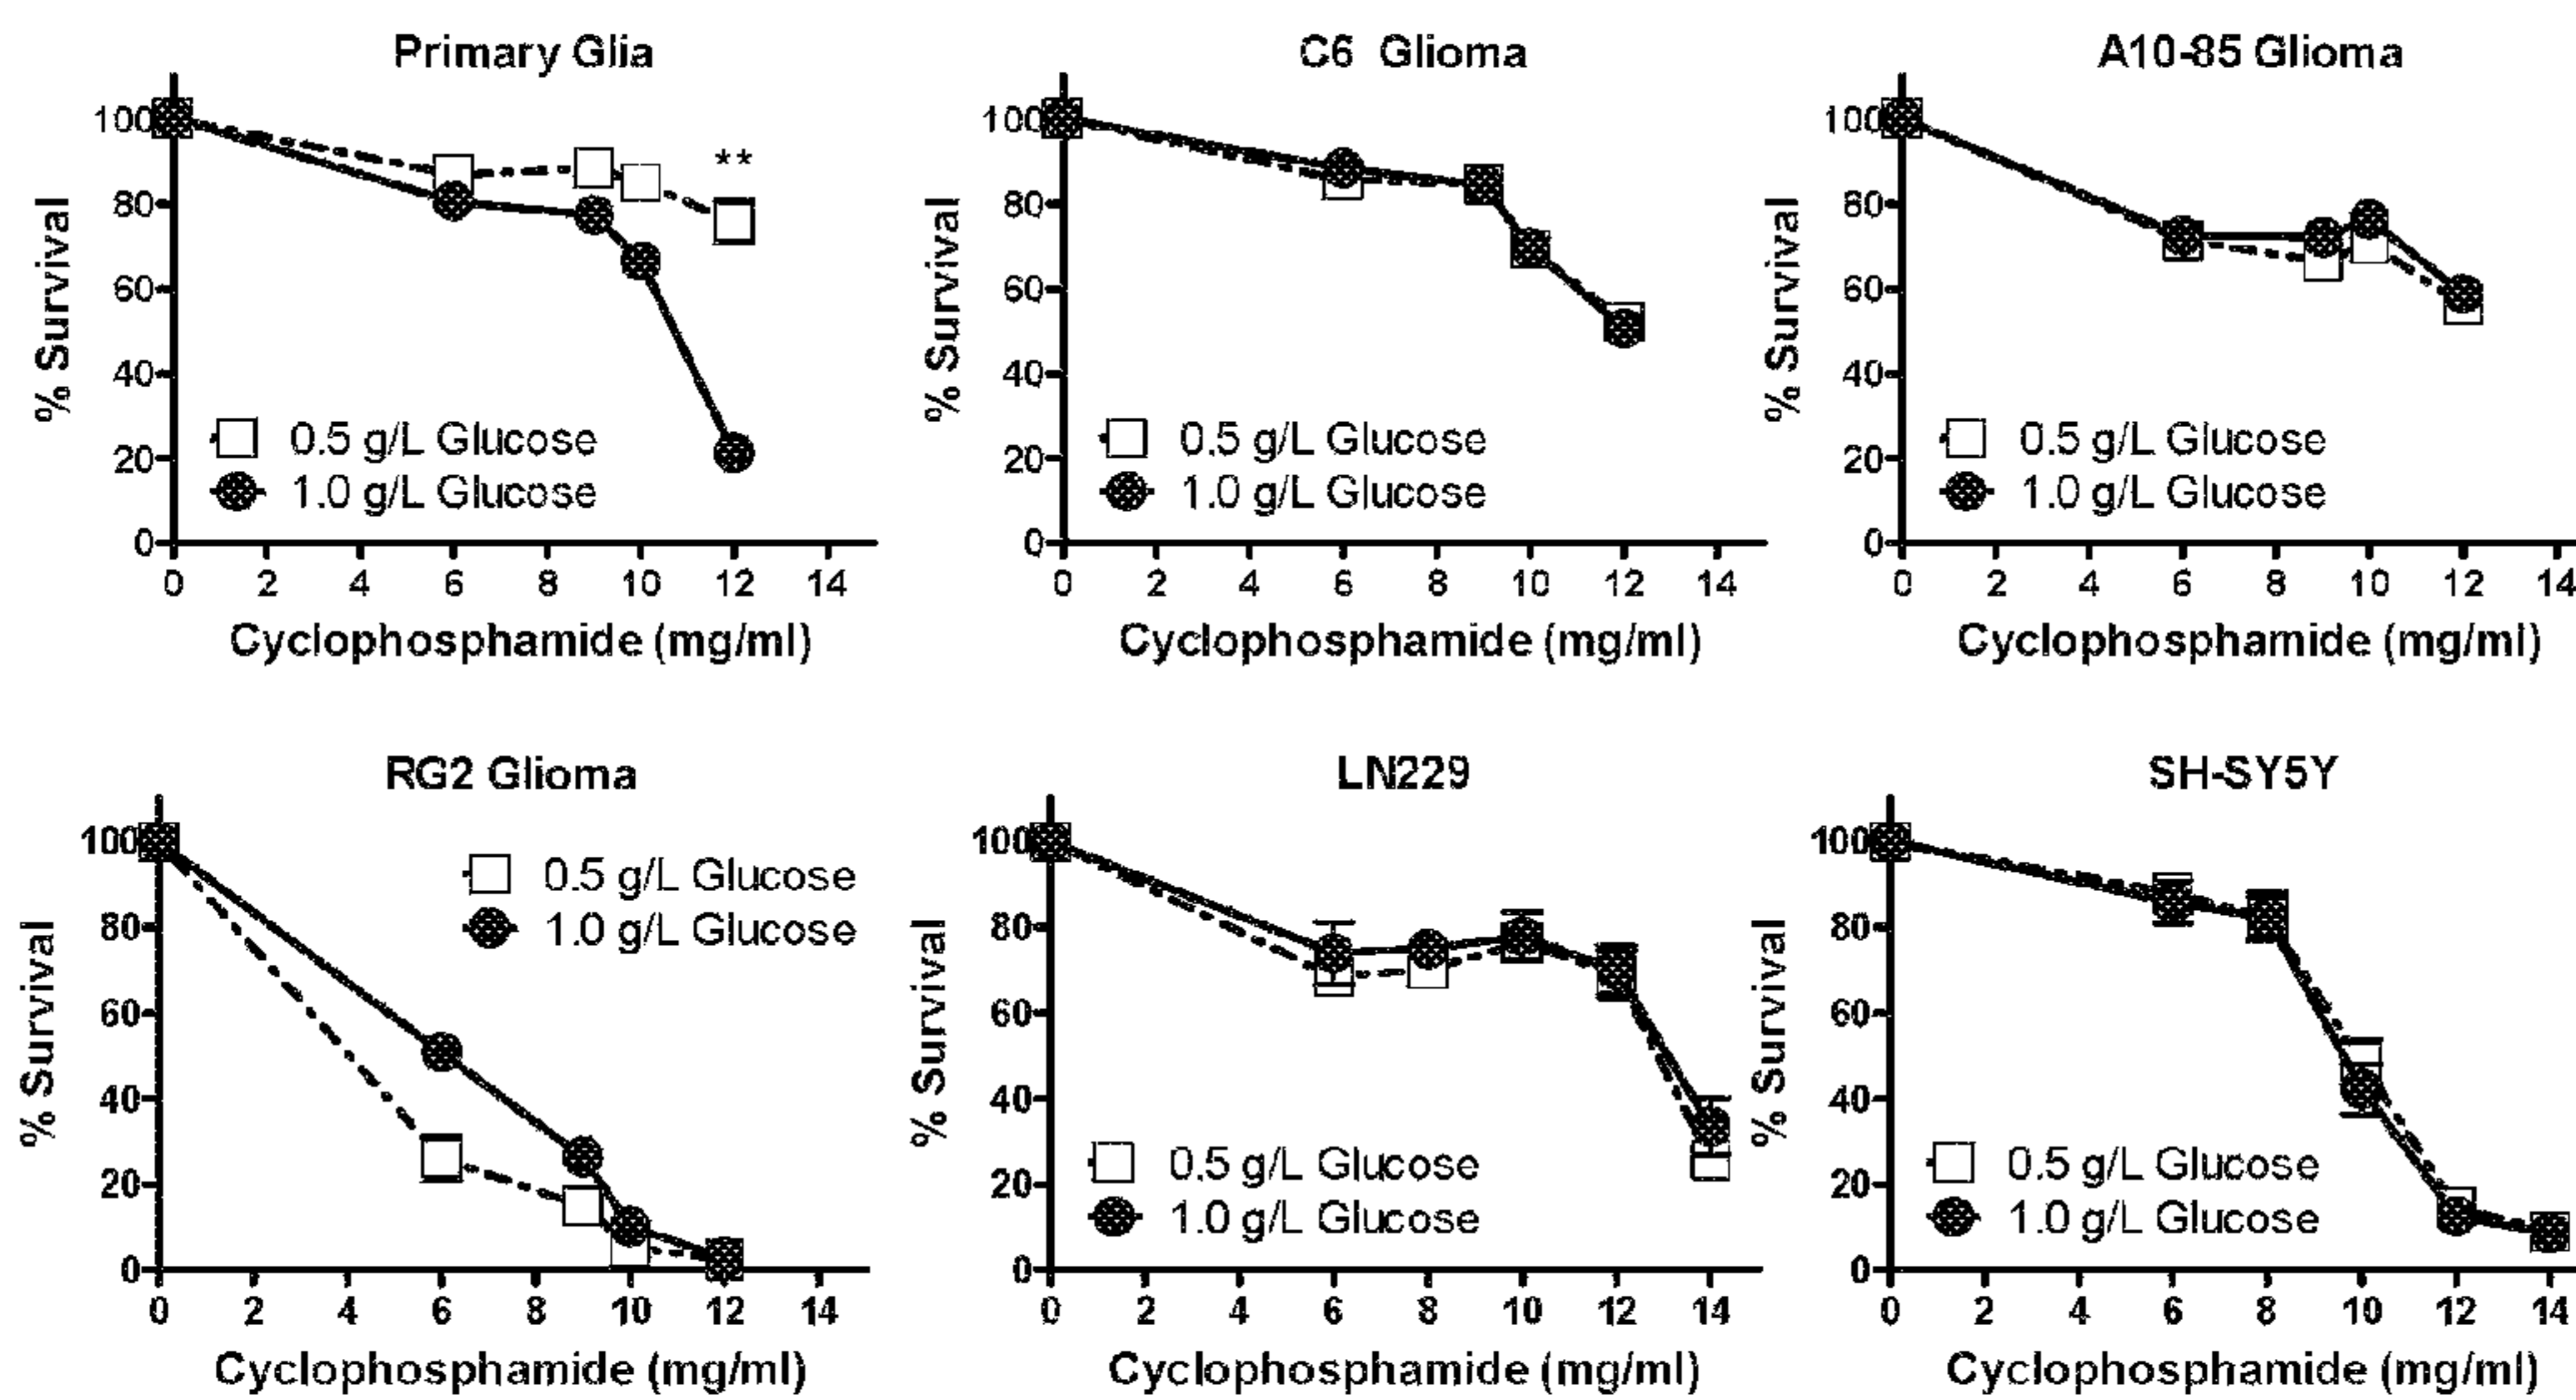 Primary Glia
100
80
60
40
20
0
% Survival
**
0.5 g/L Glucose
1.0 g/L Glucose
0 2 4 6 8 10 12 14
Cyclophosphamide (mg/ml)
C6 Glioma
100
80
60
40
20
0
% Survival
0.5 g/L Glucose
1.0 g/L Glucose
0 2 4 6 8 10 12 14
Cyclophosphamide (mg/ml)
A10-85 Glioma
100
80
60
40
20
0
% Survival
0.5 g/L Glucose
1.0 g/L Glucose
0 2 4 6 8 10 12 14
Cyclophosphamide (mg/ml)
RG2 Glioma
100
80
60
40
20
0
% Survival
0.5 g/L Glucose
1.0 g/L Glucose
0 2 4 6 8 10 12 14
Cyclophosphamide (mg/ml)
LN229
100
80
60
40
20
0
% Survival
0.5 g/L Glucose
1.0 g/L Glucose
0 2 4 6 8 10 12 14
Cyclophosphamide (mg/ml)
SH-SY5Y
100
80
60
40
20
0
% Survival
0.5 g/L Glucose
1.0 g/L Glucose
0 2 4 6 8 10 12 14
Cyclophosphamide (mg/ml)